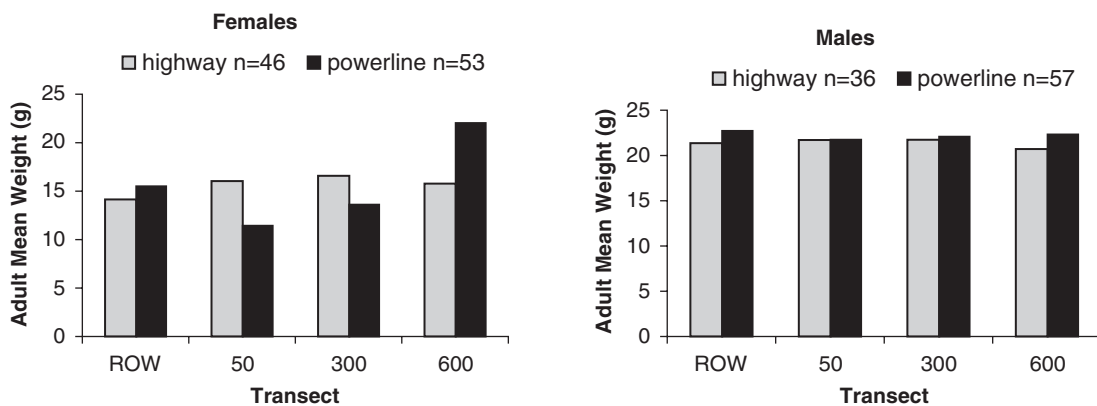 Females
highway n=46 powerline n=53
25
20
15
10
5
0
Adult Mean Weight (g)
ROW 50 300 600
Transect
Males
highway n=36 powerline n=57
25
20
15
10
5
0
Adult Mean Weight (g)
ROW 50 300 600
Transect